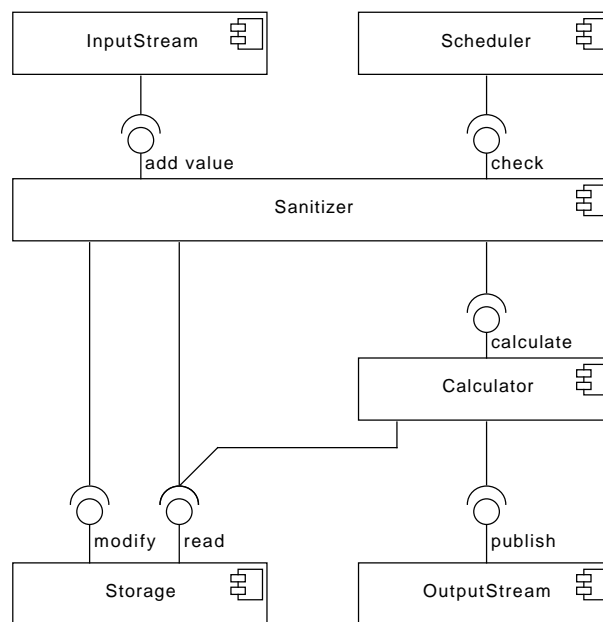 InputStream
Scheduler
add value
check
Sanitizer
calculate
Calculator
modify
read
publish
Storage
OutputStream